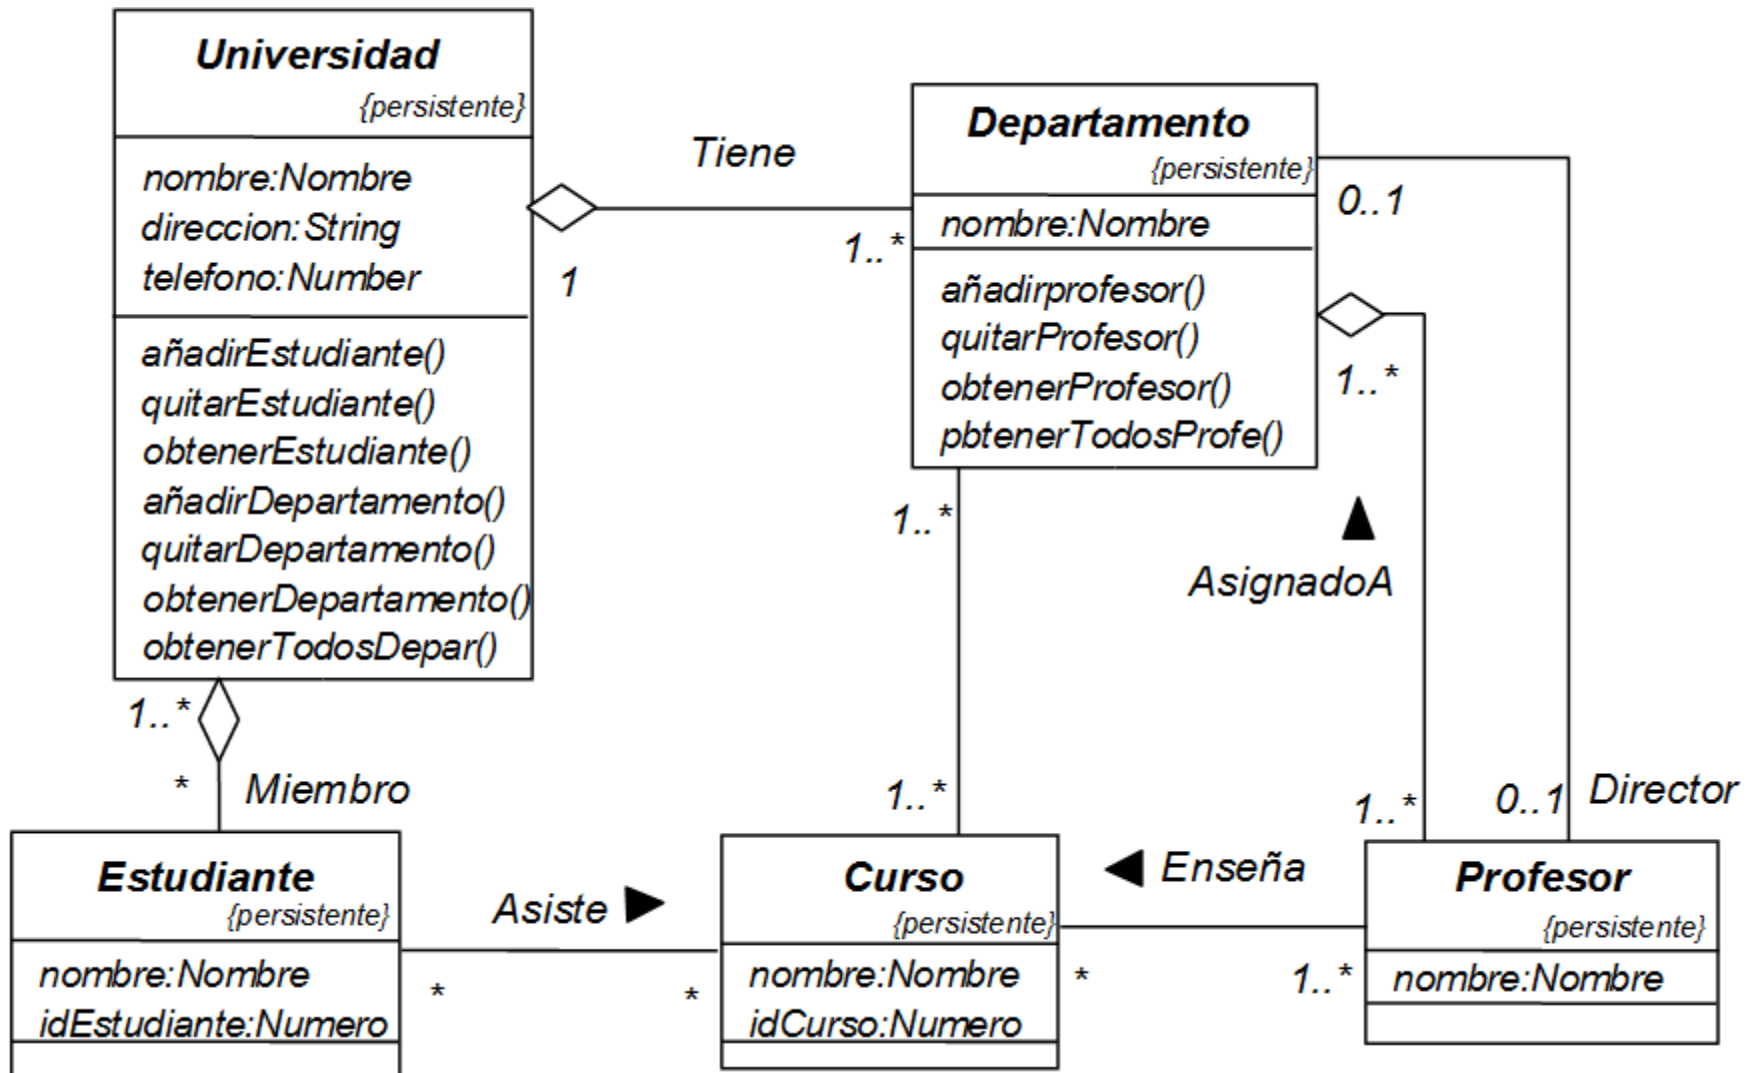 Universidad
{persistente}
nombre:Nombre
direccion:String
telefono:Number
añadirEstudiante()
quitarEstudiante()
obtenerEstudiante()
añadirDepartamento()
quitarDepartamento()
obtenerDepartamento()
obtenerTodosDepar()
Tiene
1
1..*
Departamento
{persistente}
nombre:Nombre
añadirprofesor()
quitarProfesor()
obtenerProfesor()
pbtenerTodosProfe()
0..1
1..*
AsignadoA
1..*
1..*
1..*
0..1
Director
1..*
*
Miembro
Estudiante
{persistente}
nombre:Nombre
idEstudiante:Numero
Asiste
*
*
Curso
{persistente}
nombre:Nombre
idCurso:Numero
Enseña
*
1..*
Profesor
{persistente}
nombre:Nombre